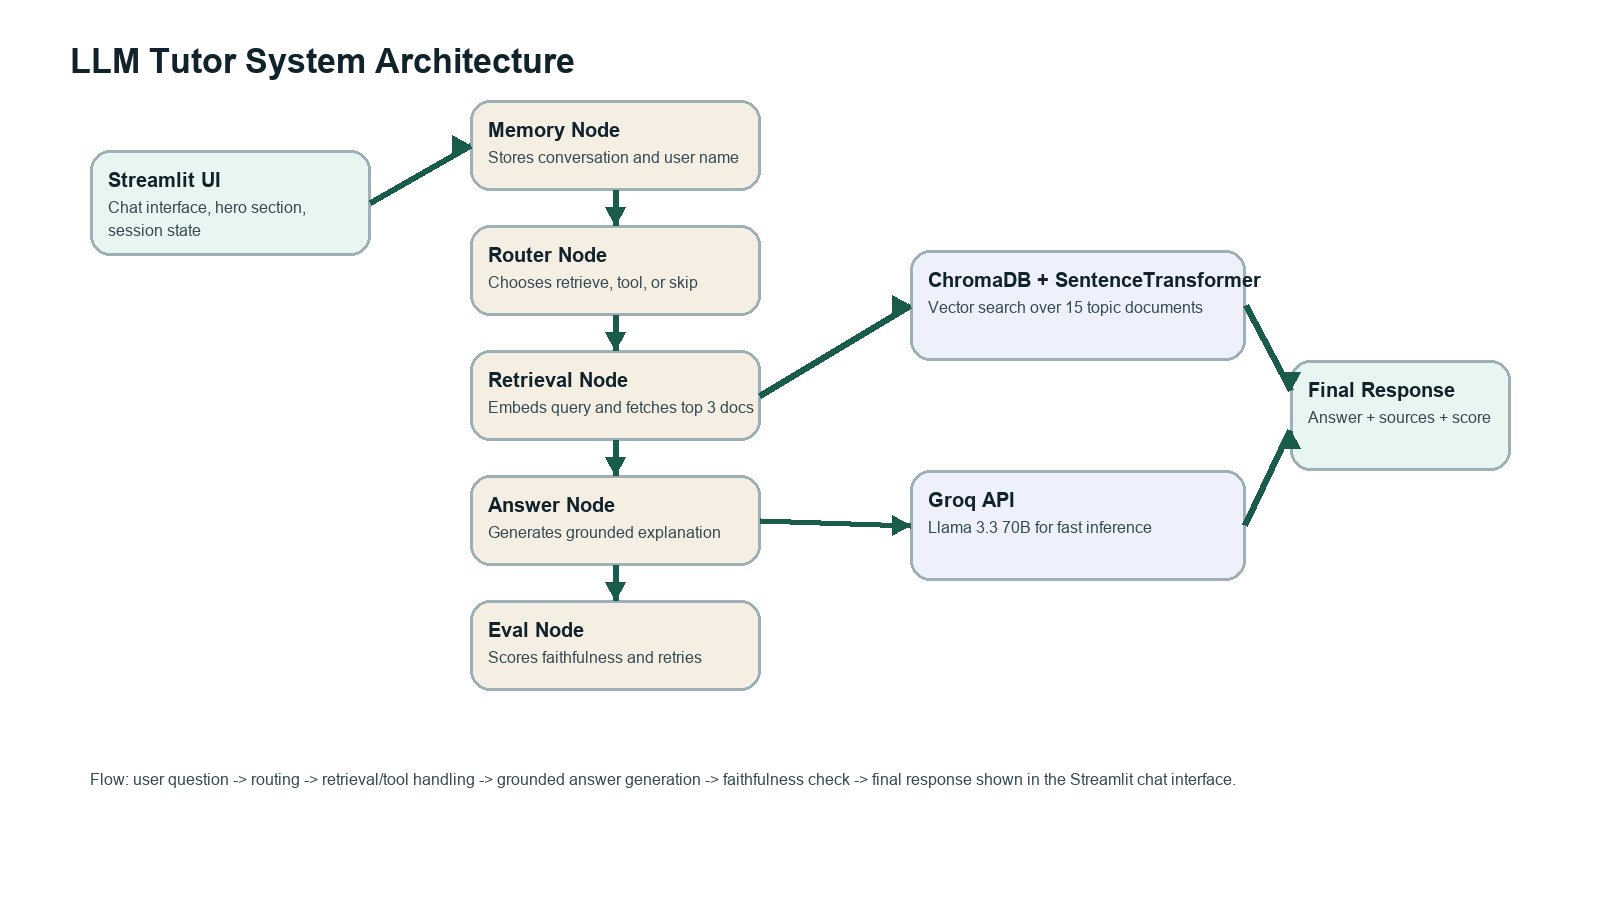 LLM Tutor System Architecture
Streamlit UI
Chat interface, hero section,
session state
Memory Node
Stores conversation and user name
Router Node
Chooses retrieve, tool, or skip
Retrieval Node
Embeds query and fetches top 3 docs
Answer Node
Generates grounded explanation
Eval Node
Scores faithfulness and retries
ChromaDB + SentenceTransformer
Vector search over 15 topic documents
Groq API
Llama 3.3 70B for fast inference
Final Response
Answer + sources + score
Flow: user question -> routing -> retrieval/tool handling -> grounded answer generation -> faithfulness check -> final response shown in the Streamlit chat interface.